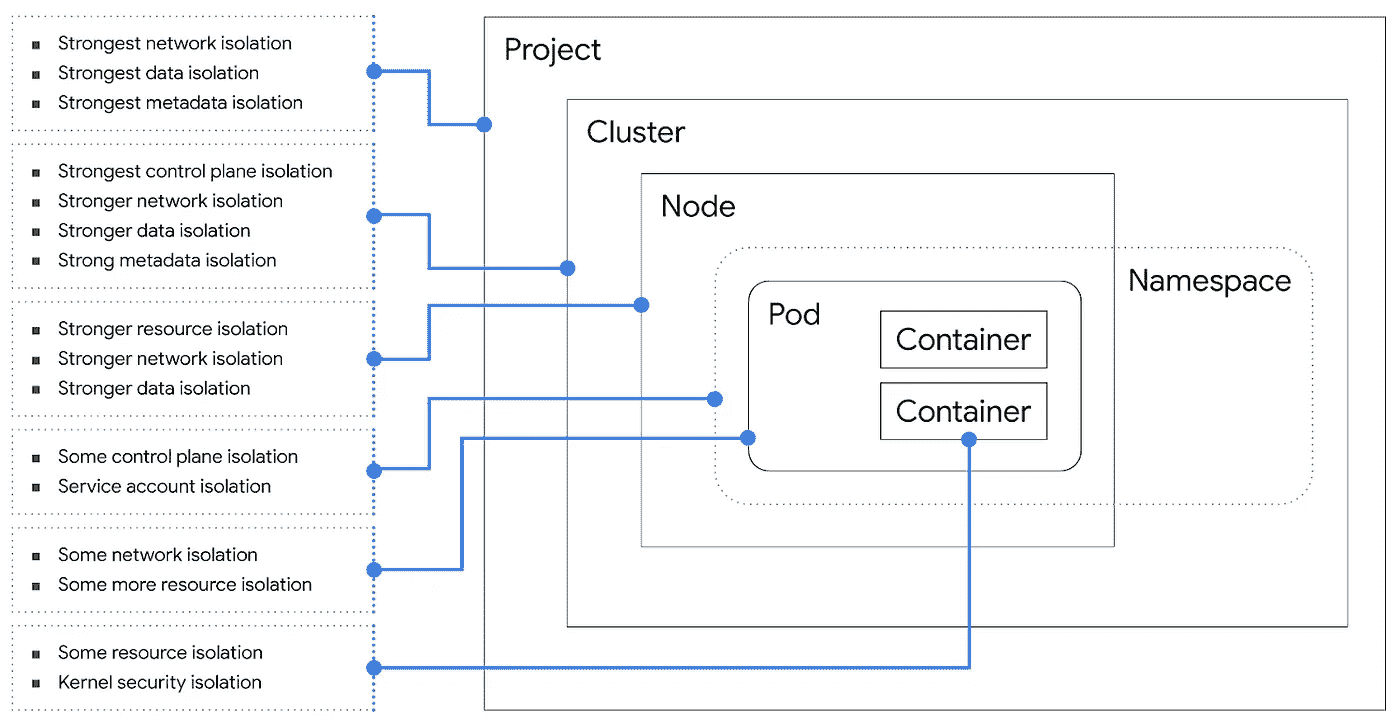 Strongest network isolation
Strongest data isolation
Strongest metadata isolation
Strongest control plane isolation
Stronger network isolation
Stronger data isolation
Strong metadata isolation
Stronger resource isolation
Stronger network isolation
Stronger data isolation
Some control plane isolation
Service account isolation
Some network isolation
Some more resource isolation
Some resource isolation
Kernel security isolation
Project
Cluster
Node
Namespace
Pod
Container
Container